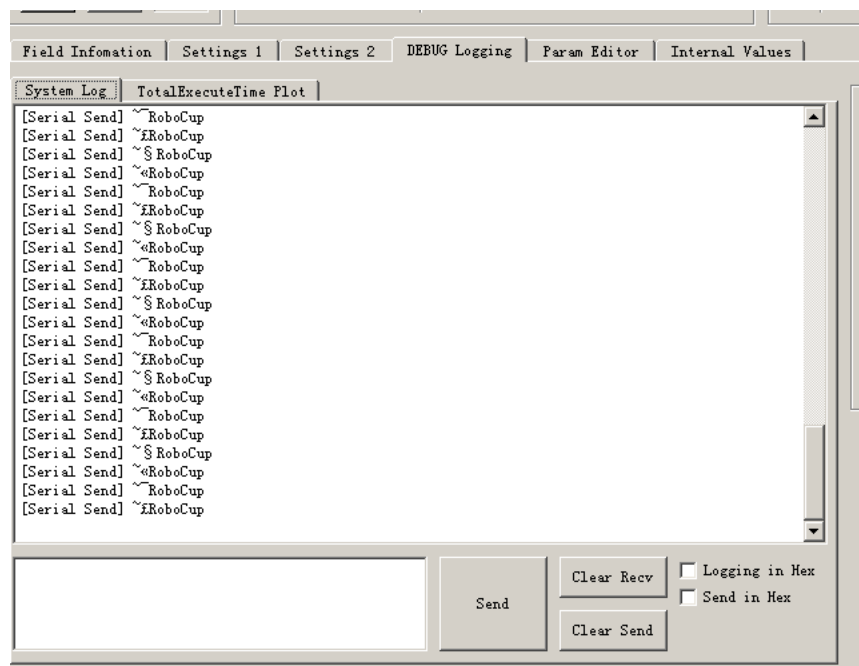 Field Infomation
Settings 1
Settings 2
DEBUG Logging
Param Editor
Internal Values
System Log
TotalExecuteTime Plot
[Serial Send] ~¯RoboCup
[Serial Send] ~£RoboCup
[Serial Send] ~§RoboCup
[Serial Send] ~«RoboCup
[Serial Send] ~¯RoboCup
[Serial Send] ~£RoboCup
[Serial Send] ~§RoboCup
[Serial Send] ~«RoboCup
[Serial Send] ~¯RoboCup
[Serial Send] ~£RoboCup
[Serial Send] ~§RoboCup
[Serial Send] ~«RoboCup
[Serial Send] ~¯RoboCup
[Serial Send] ~£RoboCup
[Serial Send] ~§RoboCup
[Serial Send] ~«RoboCup
[Serial Send] ~¯RoboCup
[Serial Send] ~£RoboCup
[Serial Send] ~§RoboCup
[Serial Send] ~«RoboCup
[Serial Send] ~¯RoboCup
[Serial Send] ~£RoboCup
Send
Clear Recv
Clear Send
Logging in Hex
Send in Hex